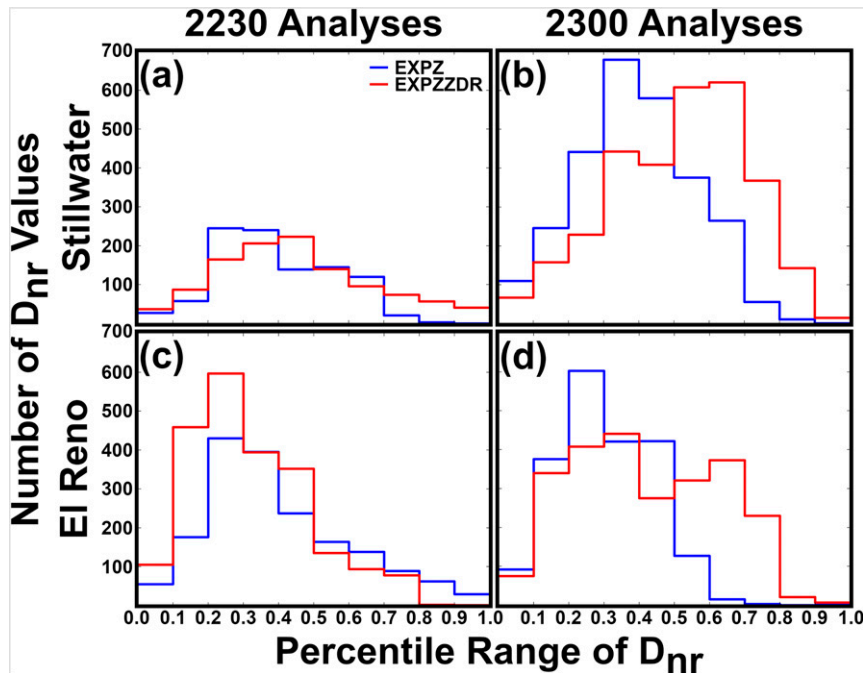 2230 Analyses 2300 Analyses
Number of Dnr Values
Stillwater
El Reno
(a)
EXPZ
EXPZZDR
(b)
700
600
500
400
300
200
100
(c)
(d)
700
600
500
400
300
200
100
0.0 0.1 0.2 0.3 0.4 0.5 0.6 0.7 0.8 0.9 1.0 0.0 0.1 0.2 0.3 0.4 0.5 0.6 0.7 0.8 0.9 1.0
Percentile Range of Dnr